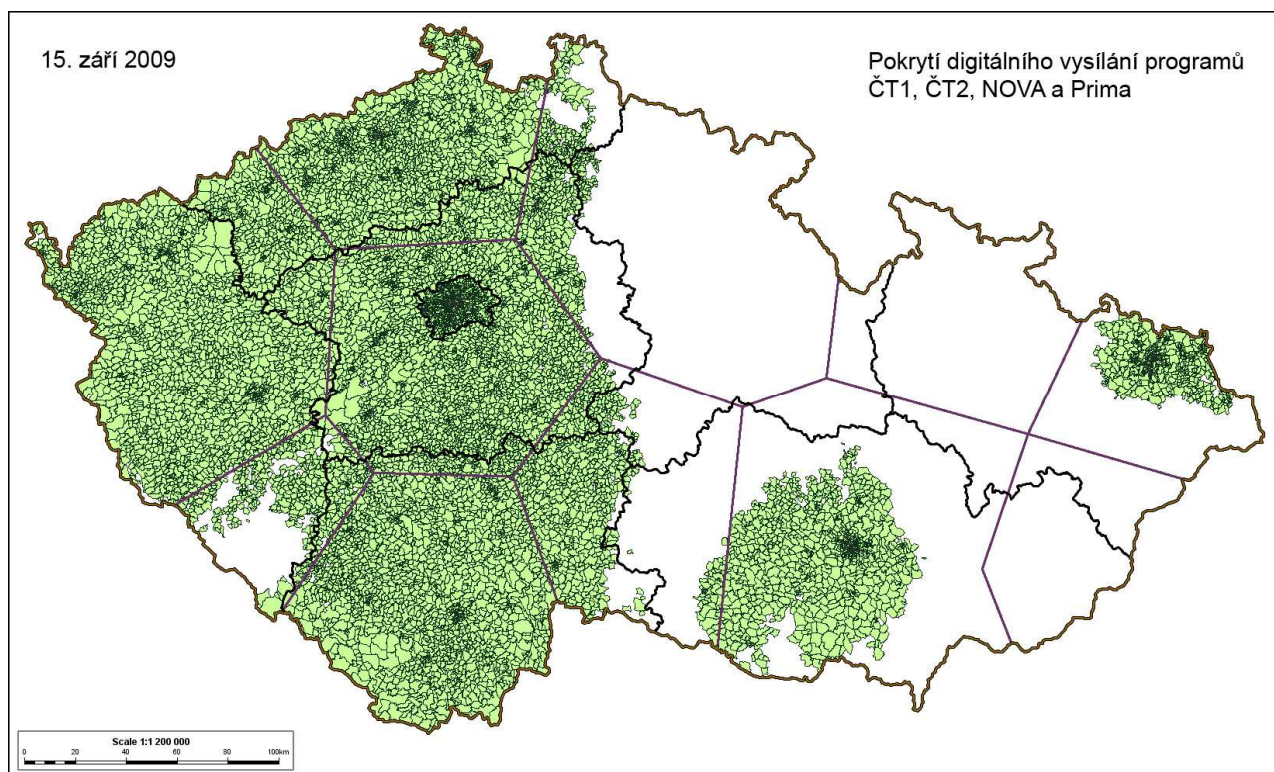 15. září 2009
Pokrytí digitálního vysílání programů
ČT1, ČT2, NOVA a Prima
Scale 1:1 200 000
0 20 40 60 80 100km